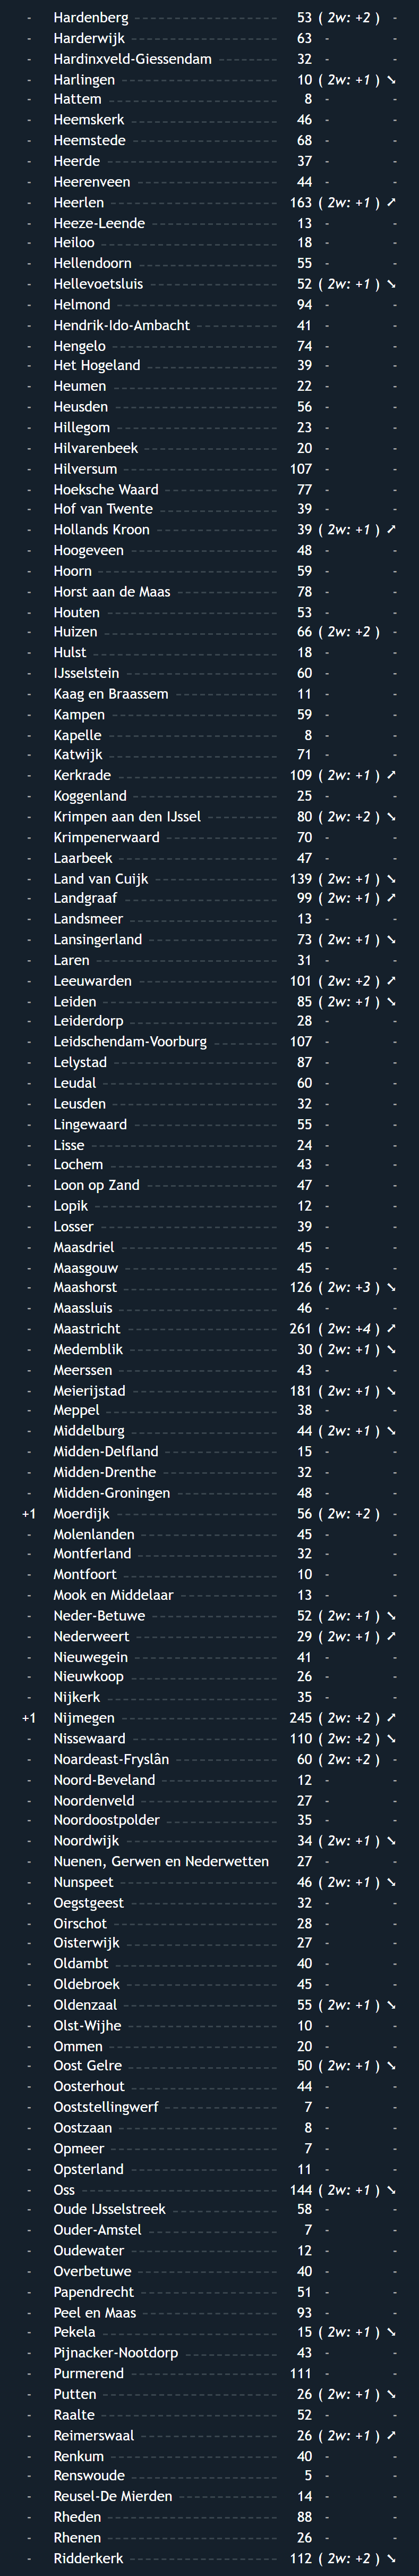 - Hardenberg 53 ( 2w: +2 ) -
- Harderwijk 63 - -
- Hardinxveld-Giessendam 32 - -
- Harlingen 10 ( 2w: +1 ) ➘
- Hattem 8 - -
- Heemskerk 46 - -
- Heemstede 68 - -
- Heerde 37 - -
- Heerenveen 44 - -
- Heerlen 163 ( 2w: +1 ) ➚
- Heeze-Leende 13 - -
- Heiloo 18 - -
- Hellendoorn 55 - -
- Hellevoetsluis 52 ( 2w: +1 ) ➘
- Helmond 94 - -
- Hendrik-Ido-Ambacht 41 - -
- Hengelo 74 - -
- Het Hogeland 39 - -
- Heumen 22 - -
- Heusden 56 - -
- Hillegom 23 - -
- Hilvarenbeek 20 - -
- Hilversum 107 - -
- Hoeksche Waard 77 - -
- Hof van Twente 39 - -
- Hollands Kroon 39 ( 2w: +1 ) ➚
- Hoogeveen 48 - -
- Hoorn 59 - -
- Horst aan de Maas 78 - -
- Houten 53 - -
- Huizen 66 ( 2w: +2 ) -
- Hulst 18 - -
- IJsselstein 60 - -
- Kaag en Braassem 11 - -
- Kampen 59 - -
- Kapelle 8 - -
- Katwijk 71 - -
- Kerkrade 109 ( 2w: +1 ) ➚
- Koggenland 25 - -
- Krimpen aan den IJssel 80 ( 2w: +2 ) ➘
- Krimpenerwaard 70 - -
- Laarbeek 47 - -
- Land van Cuijk 139 ( 2w: +1 ) ➘
- Landgraaf 99 ( 2w: +1 ) ➚
- Landsmeer 13 - -
- Lansingerland 73 ( 2w: +1 ) ➘
- Laren 31 - -
- Leeuwarden 101 ( 2w: +2 ) ➚
- Leiden 85 ( 2w: +1 ) ➘
- Leiderdorp 28 - -
- Leidschendam-Voorburg 107 - -
- Lelystad 87 - -
- Leudal 60 - -
- Leusden 32 - -
- Lingewaard 55 - -
- Lisse 24 - -
- Lochem 43 - -
- Loon op Zand 47 - -
- Lopik 12 - -
- Losser 39 - -
- Maasdriel 45 - -
- Maasgouw 45 - -
- Maashorst 126 ( 2w: +3 ) ➘
- Maassluis 46 - -
- Maastricht 261 ( 2w: +4 ) ➚
- Medemblik 30 ( 2w: +1 ) ➘
- Meerssen 43 - -
- Meierijstad 181 ( 2w: +1 ) ➘
- Meppel 38 - -
- Middelburg 44 ( 2w: +1 ) ➘
- Midden-Delfland 15 - -
- Midden-Drenthe 32 - -
- Midden-Groningen 48 - -
+1 Moerdijk 56 ( 2w: +2 ) -
- Molenlanden 45 - -
- Montferland 32 - -
- Montfoort 10 - -
- Mook en Middelaar 13 - -
- Neder-Betuwe 52 ( 2w: +1 ) ➘
- Nederweert 29 ( 2w: +1 ) ➚
- Nieuwegein 41 - -
- Nieuwkoop 26 - -
- Nijkerk 35 - -
+1 Nijmegen 245 ( 2w: +2 ) ➚
- Nissewaard 110 ( 2w: +2 ) ➘
- Noardeast-Fryslân 60 ( 2w: +2 ) -
- Noord-Beveland 12 - -
- Noordenveld 27 - -
- Noordoostpolder 35 - -
- Noordwijk 34 ( 2w: +1 ) ➘
- Nuenen, Gerwen en Nederwetten 27 - -
- Nunspeet 46 ( 2w: +1 ) ➘
- Oegstgeest 32 - -
- Oirschot 28 - -
- Oisterwijk 27 - -
- Oldambt 40 - -
- Oldebroek 45 - -
- Oldenzaal 55 ( 2w: +1 ) ➘
- Olst-Wijhe 10 - -
- Ommen 20 - -
- Oost Gelre 50 ( 2w: +1 ) ➘
- Oosterhout 44 - -
- Ooststellingwerf 7 - -
- Oostzaan 8 - -
- Opmeer 7 - -
- Opsterland 11 - -
- Oss 144 ( 2w: +1 ) ➘
- Oude IJsselstreek 58 - -
- Ouder-Amstel 7 - -
- Oudewater 12 - -
- Overbetuwe 40 - -
- Papendrecht 51 - -
- Peel en Maas 93 - -
- Pekela 15 ( 2w: +1 ) ➘
- Pijnacker-Nootdorp 43 - -
- Purmerend 111 - -
- Putten 26 ( 2w: +1 ) ➘
- Raalte 52 - -
- Reimerswaal 26 ( 2w: +1 ) ➚
- Renkum 40 - -
- Renswoude 5 - -
- Reusel-De Mierden 14 - -
- Rheden 88 - -
- Rhenen 26 - -
- Ridderkerk 112 ( 2w: +2 ) ➘